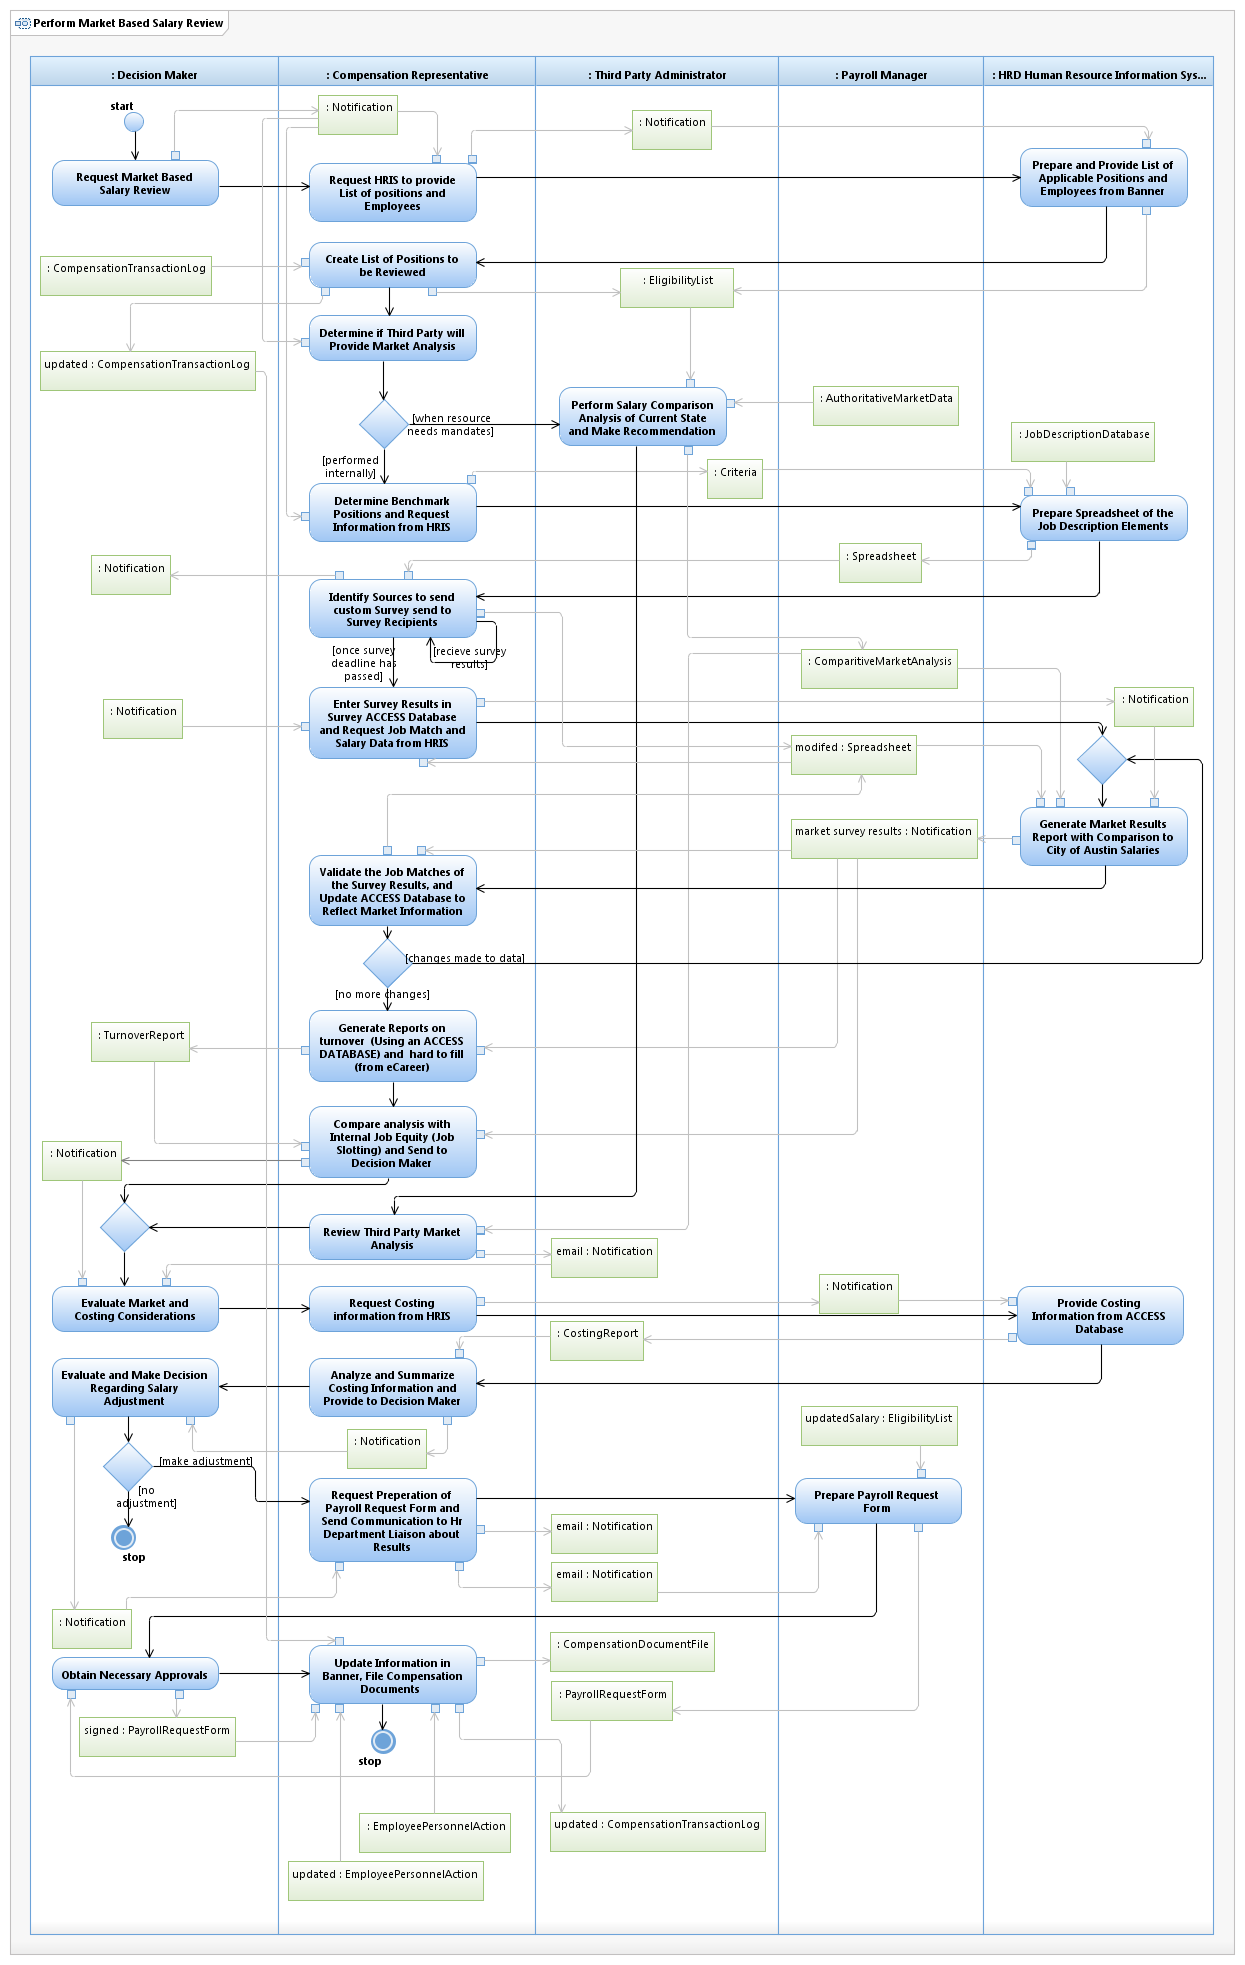 Perform Market Based Salary Review
: Decision Maker
: Compensation Representative
: Third Party Administrator
: Payroll Manager
: HRD Human Resource Information Sys...
start
: Notification
: Notification
Request Market Based
Salary Review
Request HRIS to provide
List of positions and
Employees
Prepare and Provide List of
Applicable Positions and
Employees from Banner
: CompensationTransactionLog
Create List of Positions to
be Reviewed
: EligibilityList
Determine if Third Party will
Provide Market Analysis
updated : CompensationTransactionLog
[when resource
needs mandates]
Perform Salary Comparison
Analysis of Current State
and Make Recommendation
: AuthoritativeMarketData
: JobDescriptionDatabase
[performed
internally]
: Criteria
Determine Benchmark
Positions and Request
Information from HRIS
Prepare Spreadsheet of the
Job Description Elements
: Notification
: Spreadsheet
Identify Sources to send
custom Survey send to
Survey Recipients
[once survey
deadline has
passed]
[recieve survey
results]
: ComparitiveMarketAnalysis
: Notification
: Notification
Enter Survey Results in
Survey ACCESS Database
and Request Job Match and
Salary Data from HRIS
modifed : Spreadsheet
market survey results : Notification
Generate Market Results
Report with Comparison to
City of Austin Salaries
Validate the Job Matches of
the Survey Results, and
Update ACCESS Database to
Reflect Market Information
[changes made to data]
[no more changes]
: TurnoverReport
Generate Reports on
turnover (Using an ACCESS
DATABASE) and hard to fill
(from eCareer)
: Notification
Compare analysis with
Internal Job Equity (Job
Slotting) and Send to
Decision Maker
Review Third Party Market
Analysis
email : Notification
Evaluate Market and
Costing Considerations
Request Costing
information from HRIS
: Notification
Provide Costing
Information from ACCESS
Database
: CostingReport
Evaluate and Make Decision
Regarding Salary
Adjustment
Analyze and Summarize
Costing Information and
Provide to Decision Maker
: Notification
updatedSalary : EligibilityList
[make adjustment]
[no
adjustment]
stop
Request Preperation of
Payroll Request Form and
Send Communication to Hr
Department Liaison about
Results
Prepare Payroll Request
Form
email : Notification
email : Notification
: Notification
: CompensationDocumentFile
Obtain Necessary Approvals
Update Information in
Banner, File Compensation
Documents
: PayrollRequestForm
signed : PayrollRequestForm
stop
: EmployeePersonnelAction
updated : CompensationTransactionLog
updated : EmployeePersonnelAction